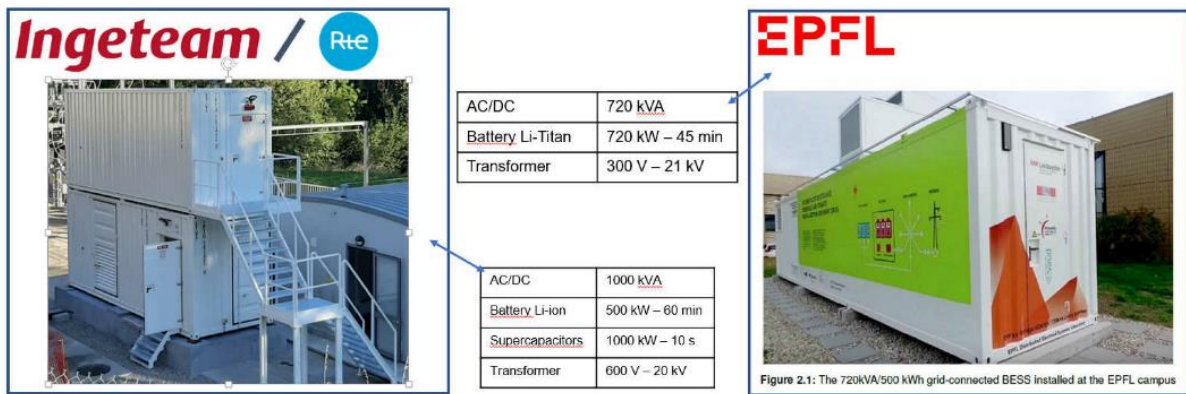 Ingeteam / Rte
EPFL
AC/DC 720 kVA
Battery Li-Titan 720 kW – 45 min
Transformer 300 V – 21 kV
AC/DC 1000 kVA
Battery Li-ion 500 kW – 60 min
Supercapacitors 1000 kW – 10 s
Transformer 600 V – 20 kV
Figure 2.1: The 720kVA/500 kWh grid-connected BESS installed at the EPFL campus